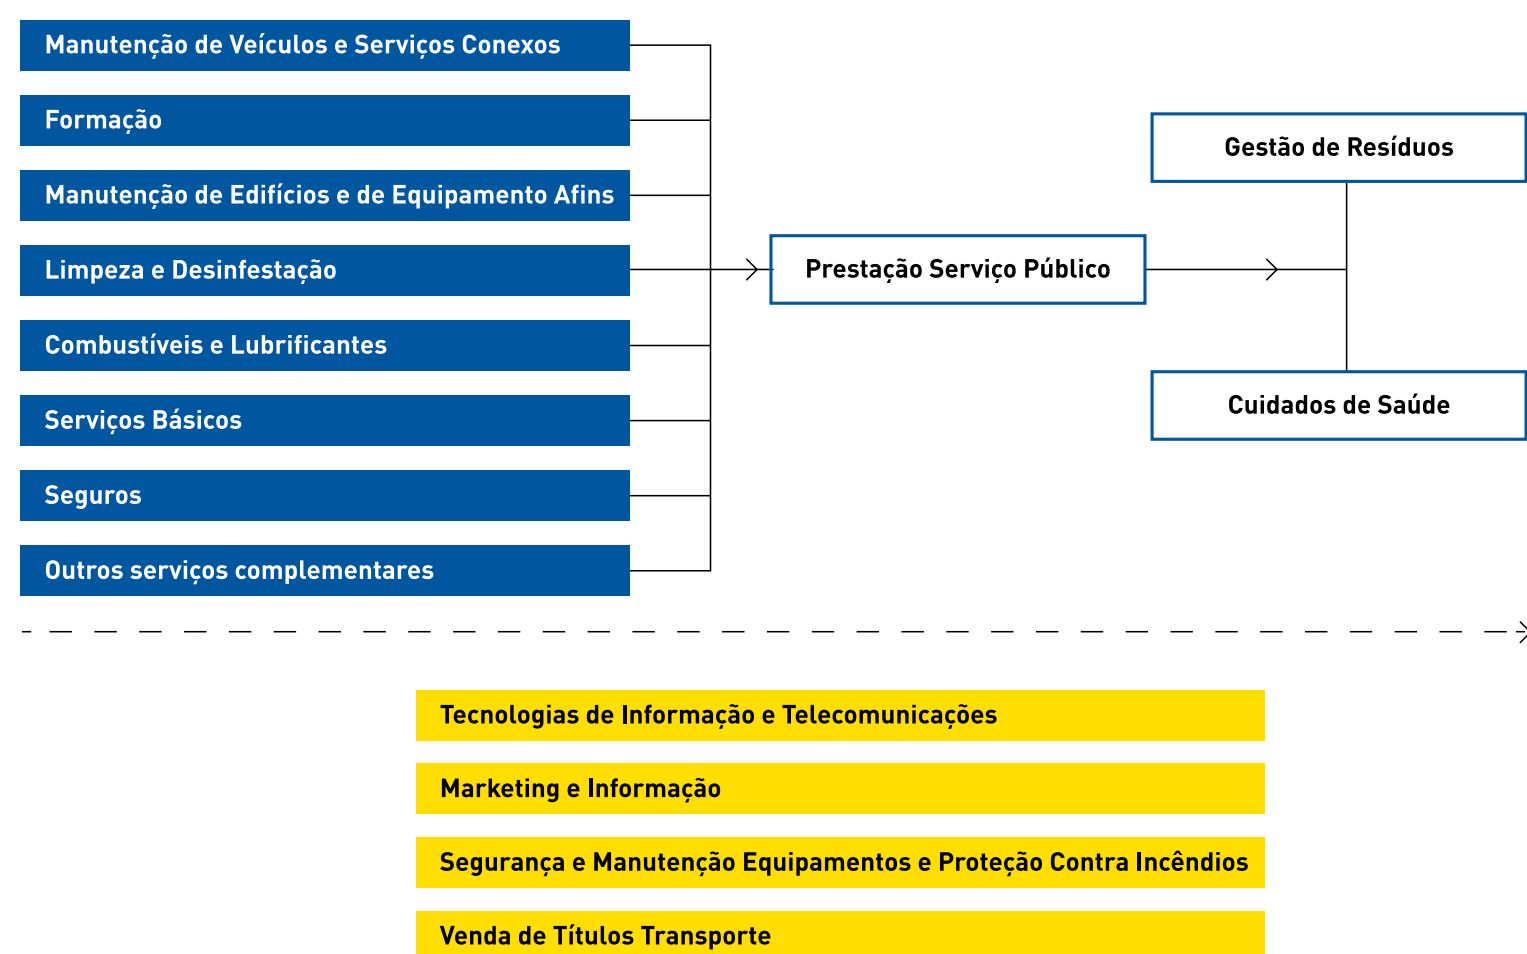 Manutenção de Veículos e Serviços Conexos
Formação
Manutenção de Edifícios e de Equipamento Afins
Limpeza e Desinfestação
Combustíveis e Lubrificantes
Serviços Básicos
Seguros
Outros serviços complementares
Prestação Serviço Público
Gestão de Resíduos
Cuidados de Saúde
Tecnologias de Informação e Telecomunicações
Marketing e Informação
Segurança e Manutenção Equipamentos e Proteção Contra Incêndios
Venda de Títulos Transporte